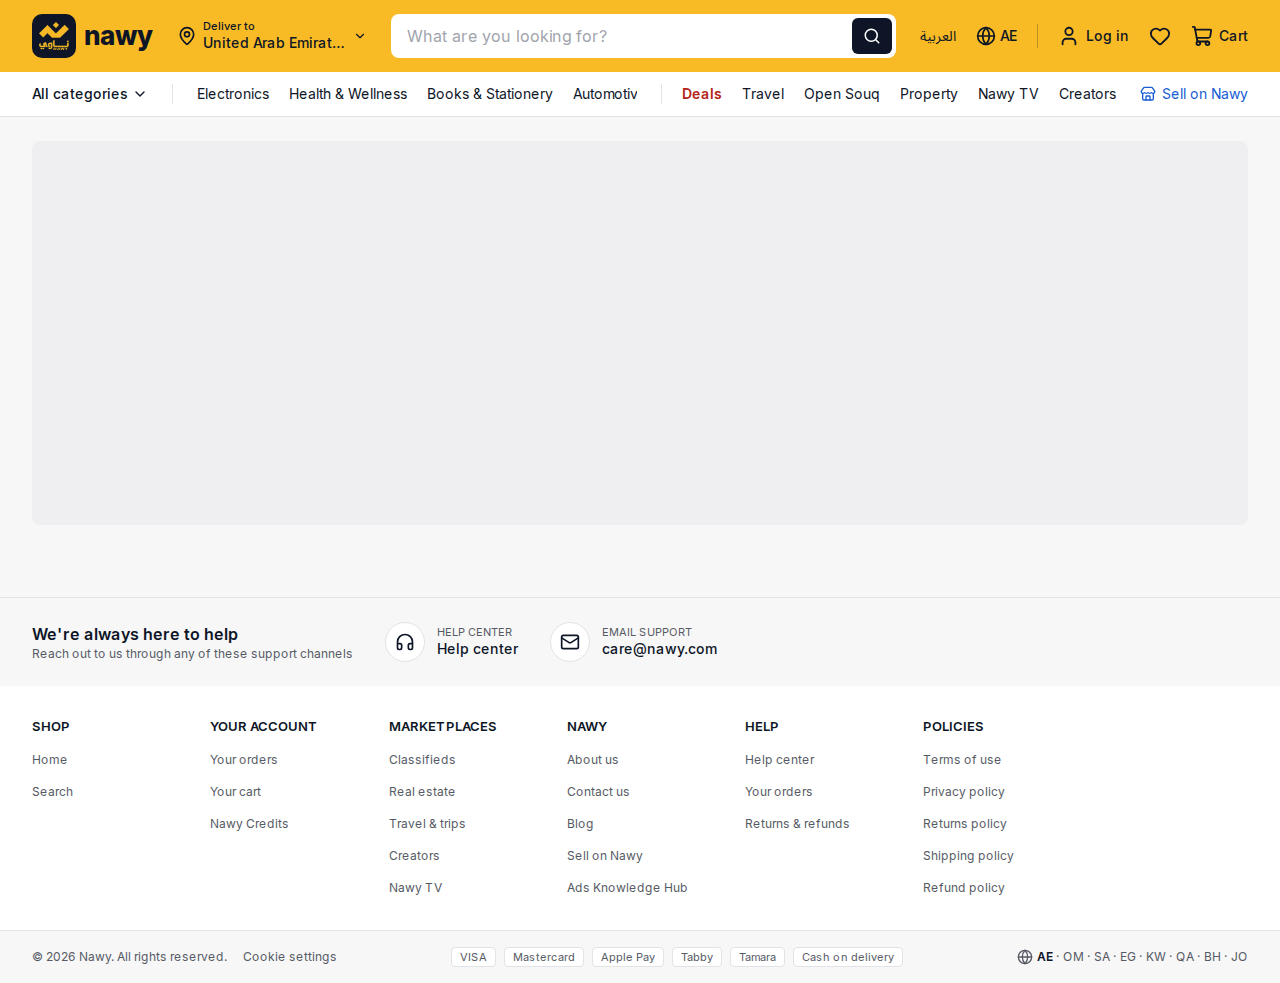 ناوي
NAWY
nawy
Deliver to
United Arab Emirat...
What are you looking for?
العربية
AE
Log in
Cart
All categories
Electronics
Health & Wellness
Books & Stationery
Automotiv
Deals
Travel
Open Souq
Property
Nawy TV
Creators
Sell on Nawy
We're always here to help
Reach out to us through any of these support channels
HELP CENTER
Help center
EMAIL SUPPORT
care@nawy.com
SHOP
Home
Search
YOUR ACCOUNT
Your orders
Your cart
Nawy Credits
MARKETPLACES
Classifieds
Real estate
Travel & trips
Creators
Nawy TV
NAWY
About us
Contact us
Blog
Sell on Nawy
Ads Knowledge Hub
HELP
Help center
Your orders
Returns & refunds
POLICIES
Terms of use
Privacy policy
Returns policy
Shipping policy
Refund policy
© 2026 Nawy. All rights reserved.
Cookie settings
VISA
Mastercard
Apple Pay
Tabby
Tamara
Cash on delivery
AE · OM · SA · EG · KW · QA · BH · JO